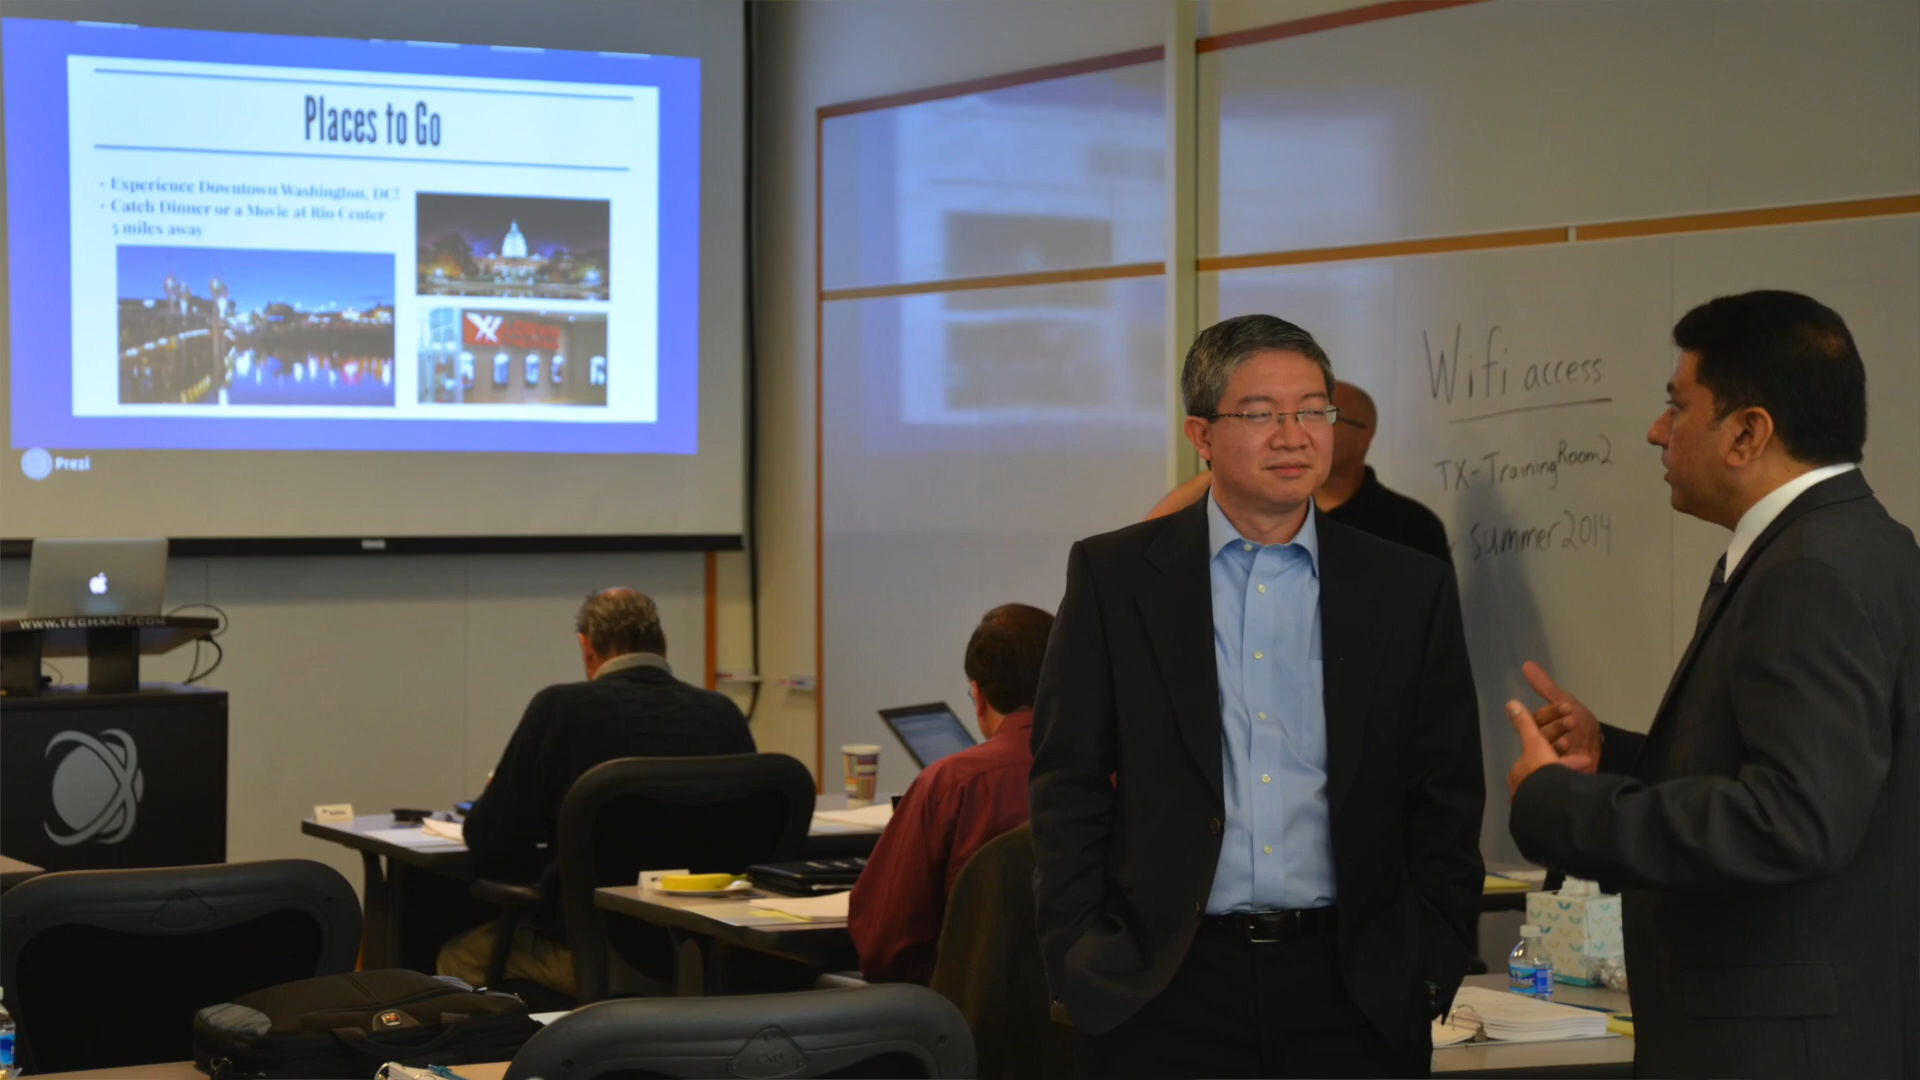 Places to Go
• Experience Downtown Washington, DC!
• Catch Dinner or a Movie at Rio Center
5 miles away
Prezi
WWW.TECHXACT.COM
Wifi access
TX-TrainingRoom2
summer2014